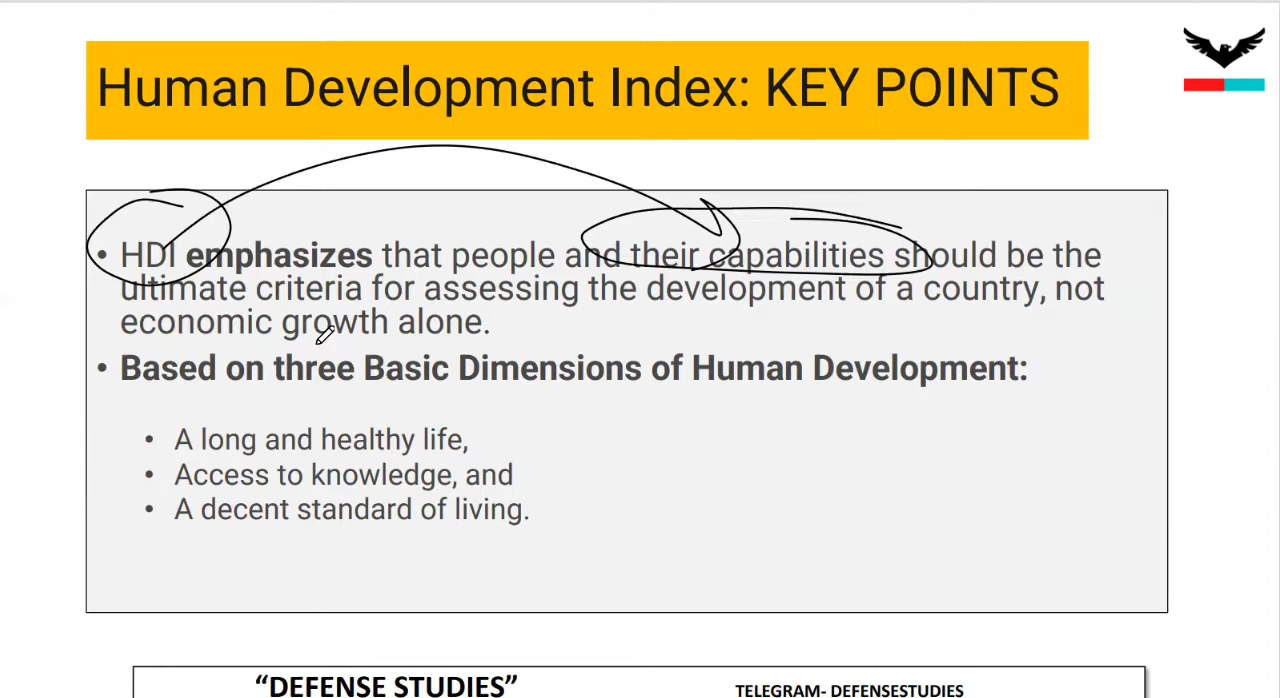 Human Development Index: KEY POINTS
• HDI emphasizes that people and their capabilities should be the
ultimate criteria for assessing the development of a country, not
economic growth alone.
• Based on three Basic Dimensions of Human Development:
• A long and healthy life,
• Access to knowledge, and
• A decent standard of living.
“DEFENSE STUDIES”
TELEGRAM- DEFENSESTUDIES